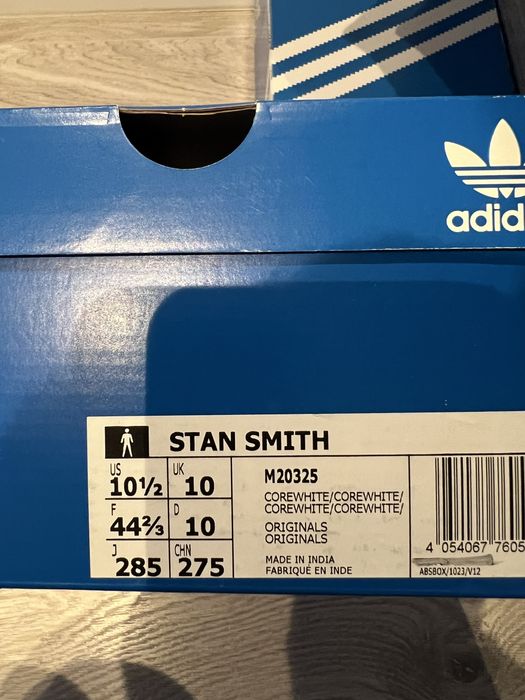 adid
STAN SMITH
US 10½ UK 10
F 44⅔ D 10
J 285 CHN 275
M20325
COREWHITE/COREWHITE/
COREWHITE/COREWHITE/
ORIGINALS
ORIGINALS
MADE IN INDIA
FABRIQUÉ EN INDE
4 054067 7605
ABSBOX/1023/V12